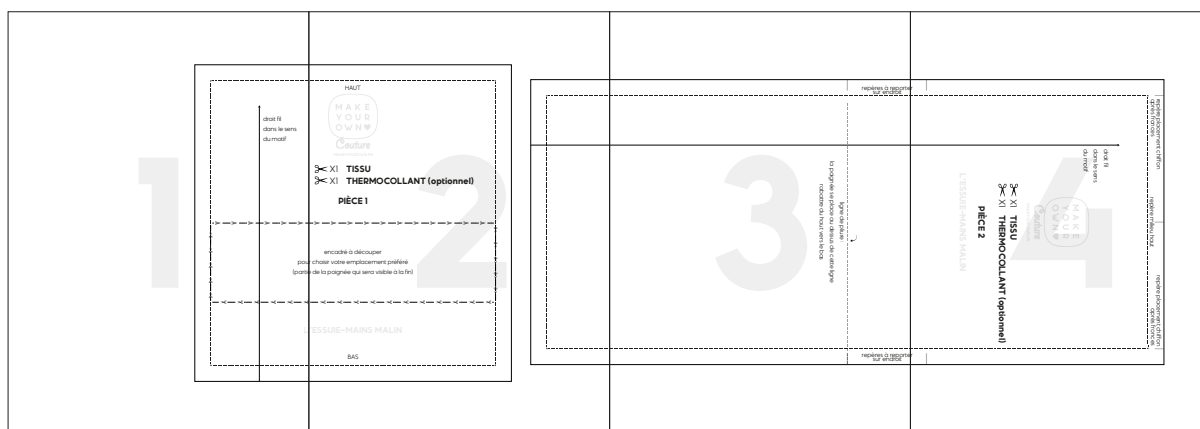 1
2
3
4
HAUT
droit fil
dans le sens
du motif
MAKE
YOUR
OWN
Couture
X1 TISSU
X1 THERMOCOLLANT (optionnel)
PIÈCE 1
encadré à découper
pour choisir votre emplacement préféré
(partie de la poignée qui sera visible à la fin)
L'ESSUIE-MAINS MALIN
BAS
repères à reporter
sur endroit
ligne de pliure
la poignée se place au dessus de cette ligne
rabattre du haut vers le bas
repères à reporter
sur endroit
droit fil
dans le sens
du motif
MAKE
YOUR
OWN
Couture
X1 TISSU
X1 THERMOCOLLANT (optionnel)
PIÈCE 2
L'ESSUIE-MAINS MALIN
repère placement chiffon
après fronces
repère milieu haut
repère placement chiffon
après fronces